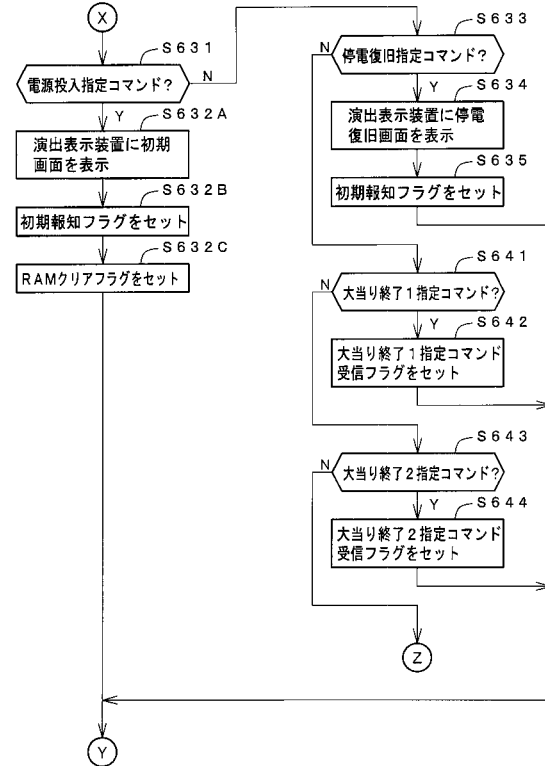 X
S631
電源投入指定コマンド?
N
Y
S632A
演出表示装置に初期
画面を表示
S632B
初期報知フラグをセット
S632C
RAMクリアフラグをセット
Y
S633
N
停電復旧指定コマンド?
Y
S634
演出表示装置に停電
復旧画面を表示
S635
初期報知フラグをセット
S641
N
大当り終了1指定コマンド?
Y
S642
大当り終了1指定コマンド
受信フラグをセット
S643
N
大当り終了2指定コマンド?
Y
S644
大当り終了2指定コマンド
受信フラグをセット
Z